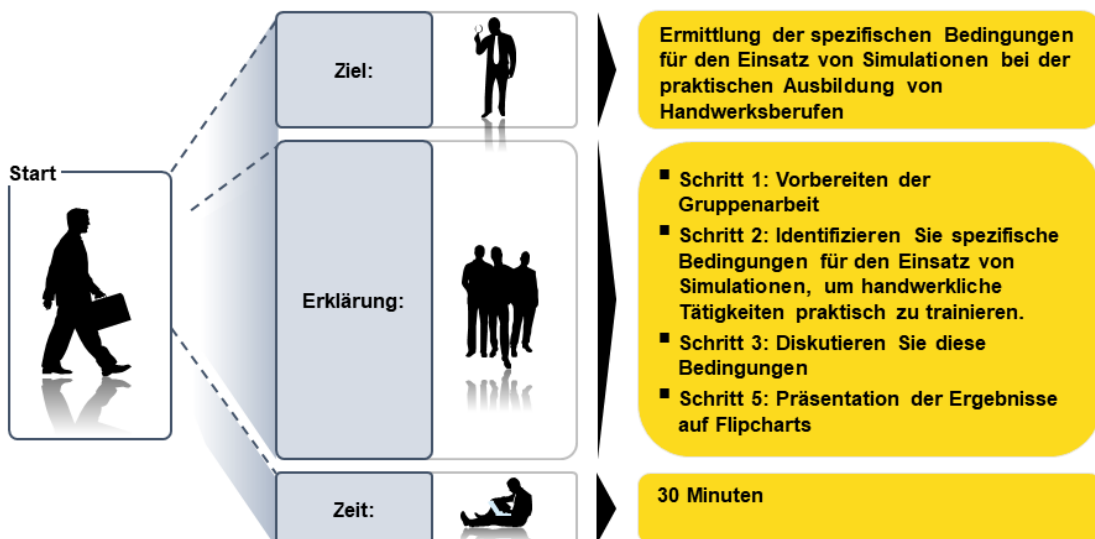 Start
Ziel:
Ermittlung der spezifischen Bedingungen
für den Einsatz von Simulationen bei der
praktischen Ausbildung von
Handwerksberufen
Erklärung:
▪ Schritt 1: Vorbereiten der
Gruppenarbeit
▪ Schritt 2: Identifizieren Sie spezifische
Bedingungen für den Einsatz von
Simulationen, um handwerkliche
Tätigkeiten praktisch zu trainieren.
▪ Schritt 3: Diskutieren Sie diese
Bedingungen
▪ Schritt 5: Präsentation der Ergebnisse
auf Flipcharts
Zeit:
30 Minuten